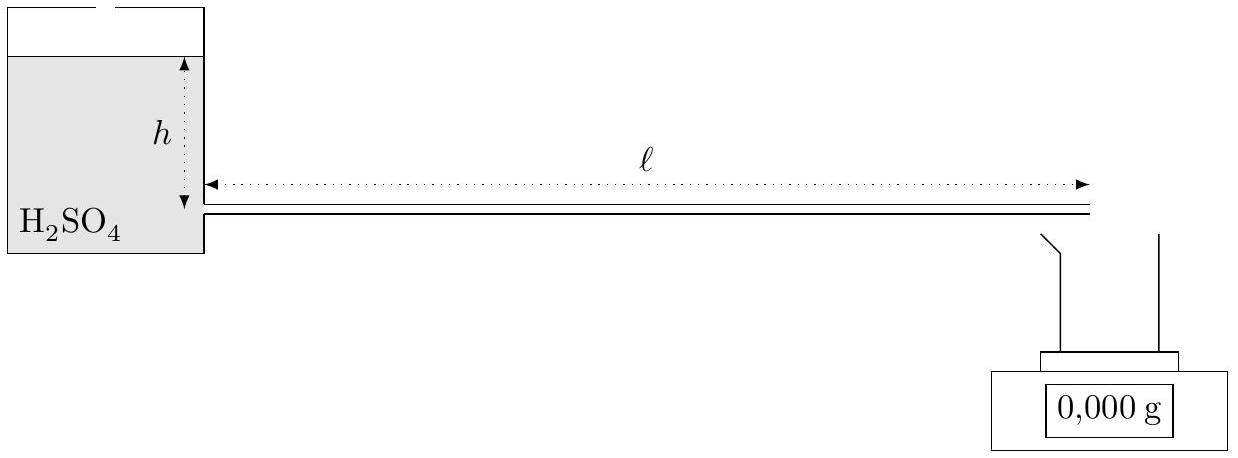 h
ℓ
H₂SO₄
0,000 g